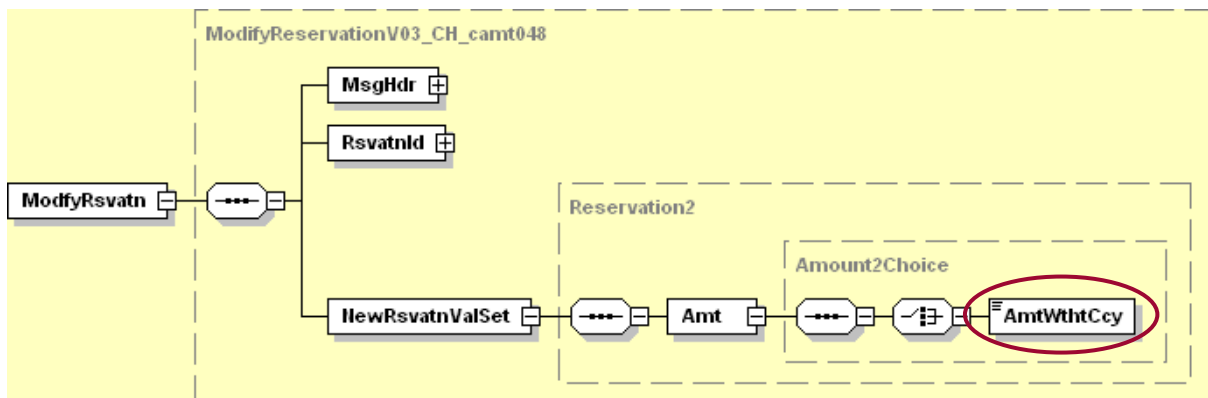 ModifyReservationV03_CH_camt048
MsgHdr
RsvatnId
ModfyRsvatn
Reservation2
Amount2Choice
NewRsvatnValSet
Amt
AmtWthtCcy